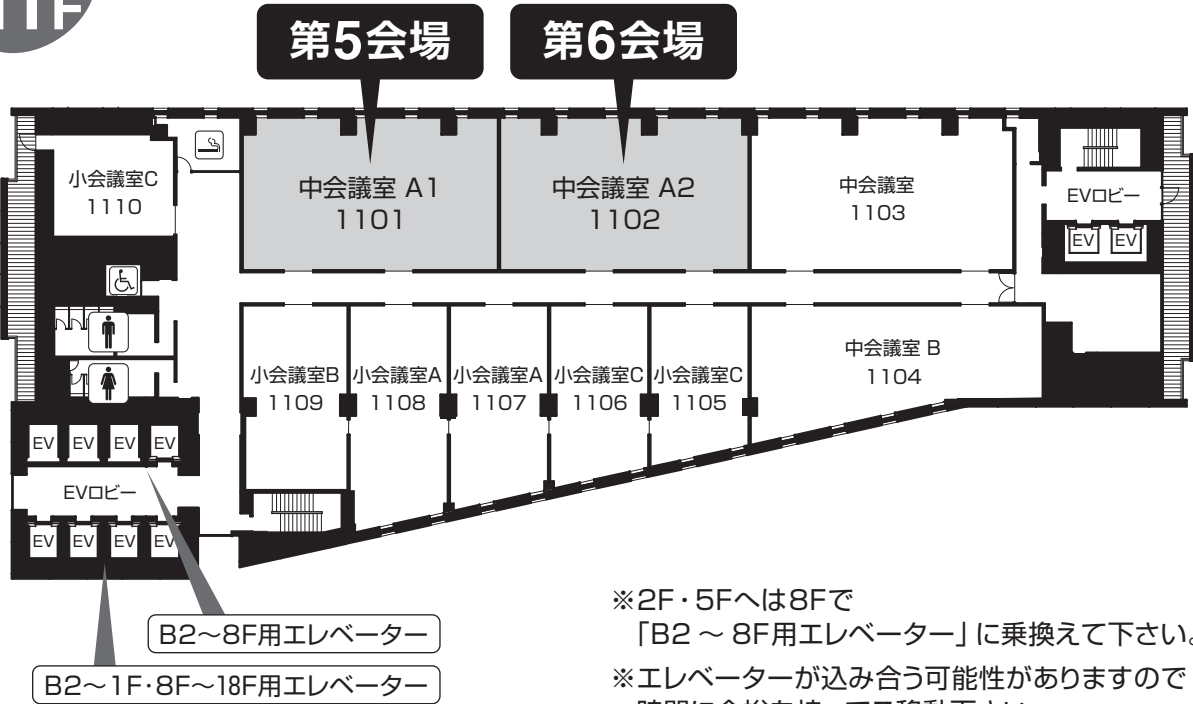 11F
第5会場
第6会場
小会議室C
1110
中会議室 A1
1101
中会議室 A2
1102
中会議室
1103
EVロビー
EV
EV
小会議室B
1109
小会議室A
1108
小会議室A
1107
小会議室C
1106
小会議室C
1105
中会議室 B
1104
EV
EV
EV
EV
EVロビー
EV
EV
EV
EV
B2～8F用エレベーター
B2～1F･8F～18F用エレベーター
※2F･5Fへは8Fで
「B2 ～ 8F用エレベーター」に乗換えて下さい。
※エレベーターが込み合う可能性がありますので